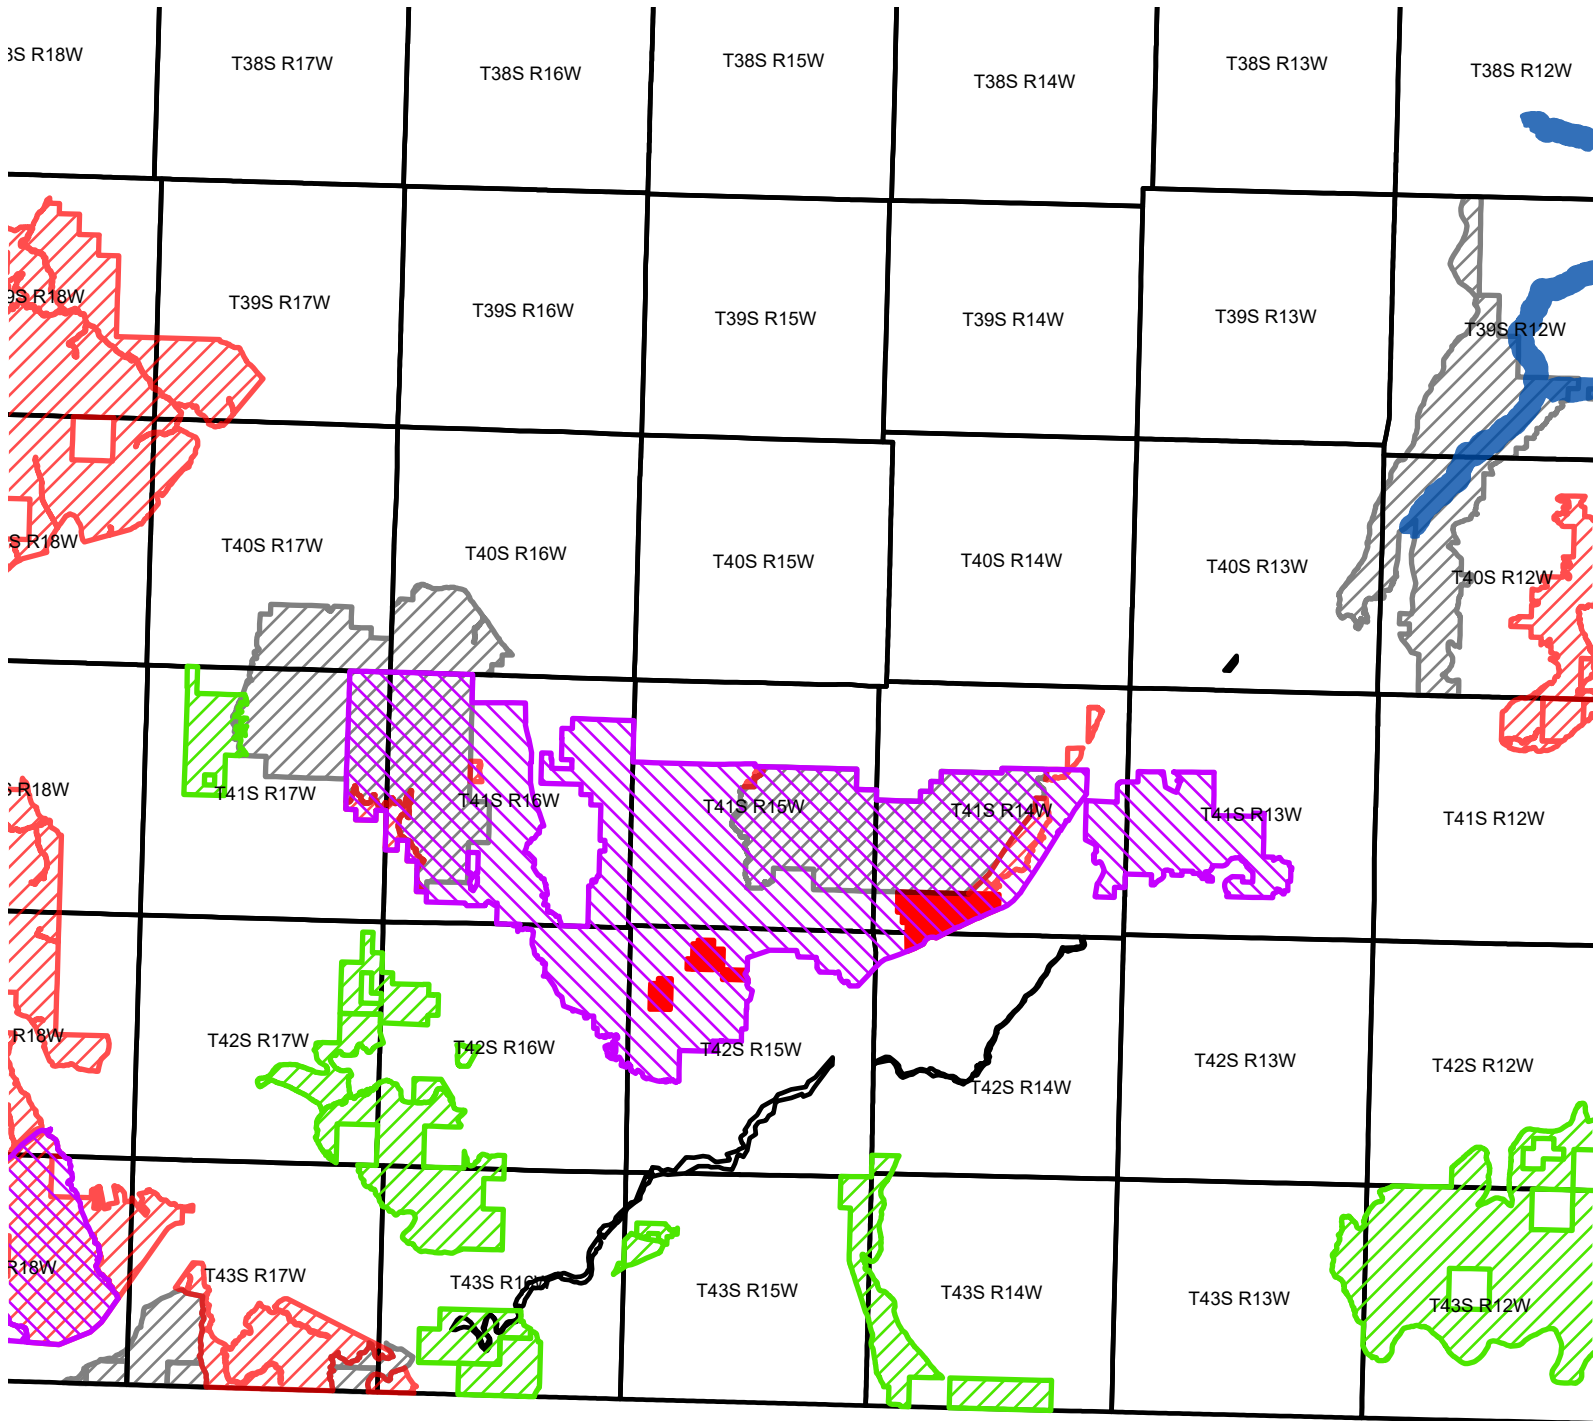 8S R18W
T38S R17W
T38S R16W
T38S R15W
T38S R14W
T38S R13W
T38S R12W
9S R18W
T39S R17W
T39S R16W
T39S R15W
T39S R14W
T39S R13W
T39S R12W
S R18W
T40S R17W
T40S R16W
T40S R15W
T40S R14W
T40S R13W
T40S R12W
S R18W
T41S R17W
T41S R16W
T41S R15W
T41S R14W
T41S R13W
T41S R12W
R18W
T42S R17W
T42S R16W
T42S R15W
T42S R14W
T42S R13W
T42S R12W
R18W
T43S R17W
T43S R16W
T43S R15W
T43S R14W
T43S R13W
T43S R12W